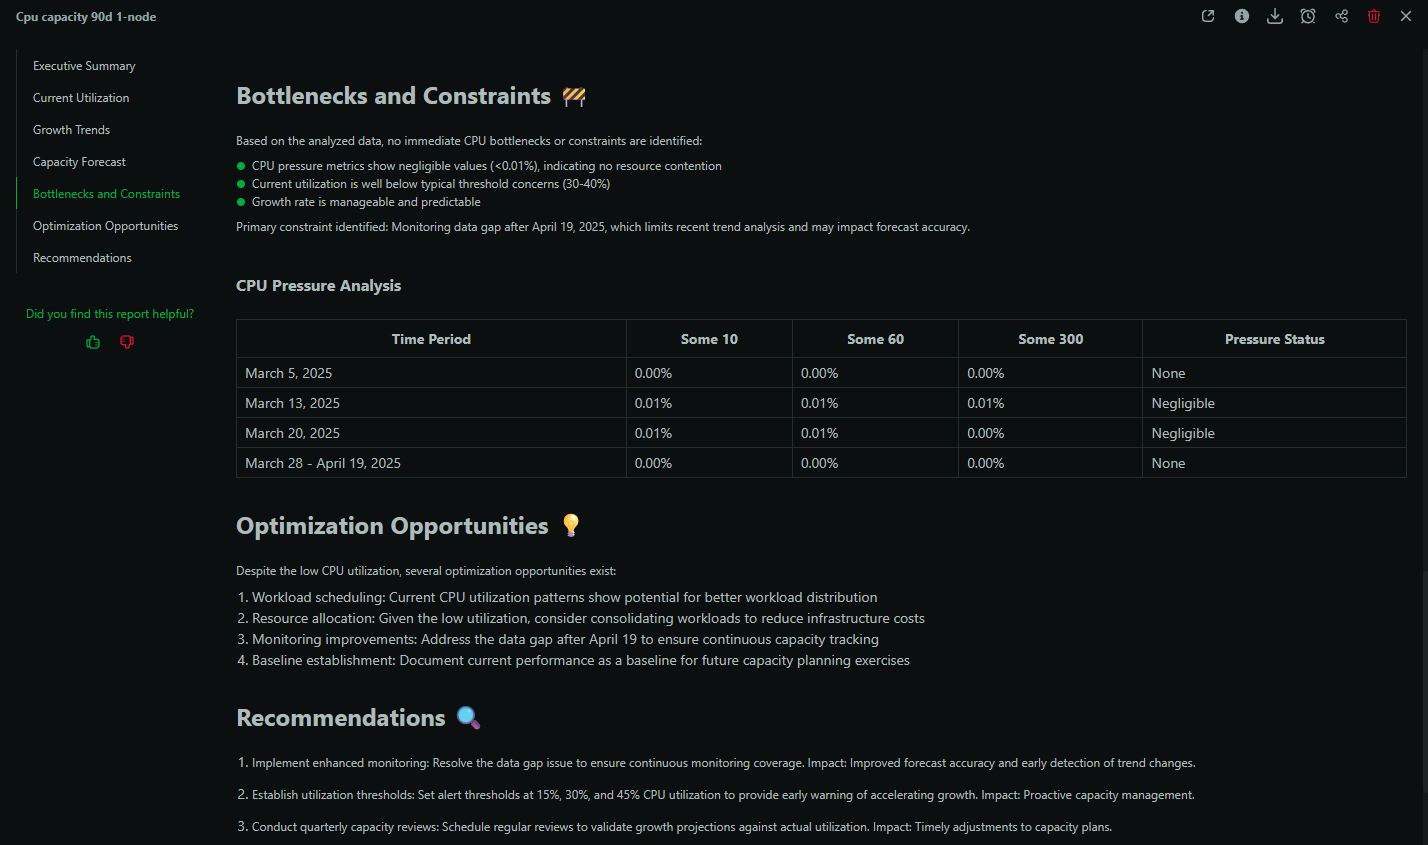 Cpu capacity 90d 1-node
Executive Summary
Current Utilization
Growth Trends
Capacity Forecast
Bottlenecks and Constraints
Optimization Opportunities
Recommendations
Did you find this report helpful?
Bottlenecks and Constraints 🚧
Based on the analyzed data, no immediate CPU bottlenecks or constraints are identified:
● CPU pressure metrics show negligible values (<0.01%), indicating no resource contention
● Current utilization is well below typical threshold concerns (30-40%)
● Growth rate is manageable and predictable
Primary constraint identified: Monitoring data gap after April 19, 2025, which limits recent trend analysis and may impact forecast accuracy.
CPU Pressure Analysis
Time Period Some 10 Some 60 Some 300 Pressure Status
March 5, 2025 0.00% 0.00% 0.00% None
March 13, 2025 0.01% 0.01% 0.01% Negligible
March 20, 2025 0.01% 0.01% 0.00% Negligible
March 28 - April 19, 2025 0.00% 0.00% 0.00% None
Optimization Opportunities 💡
Despite the low CPU utilization, several optimization opportunities exist:
1. Workload scheduling: Current CPU utilization patterns show potential for better workload distribution
2. Resource allocation: Given the low utilization, consider consolidating workloads to reduce infrastructure costs
3. Monitoring improvements: Address the data gap after April 19 to ensure continuous capacity tracking
4. Baseline establishment: Document current performance as a baseline for future capacity planning exercises
Recommendations 🔍
1. Implement enhanced monitoring: Resolve the data gap issue to ensure continuous monitoring coverage. Impact: Improved forecast accuracy and early detection of trend changes.
2. Establish utilization thresholds: Set alert thresholds at 15%, 30%, and 45% CPU utilization to provide early warning of accelerating growth. Impact: Proactive capacity management.
3. Conduct quarterly capacity reviews: Schedule regular reviews to validate growth projections against actual utilization. Impact: Timely adjustments to capacity plans.